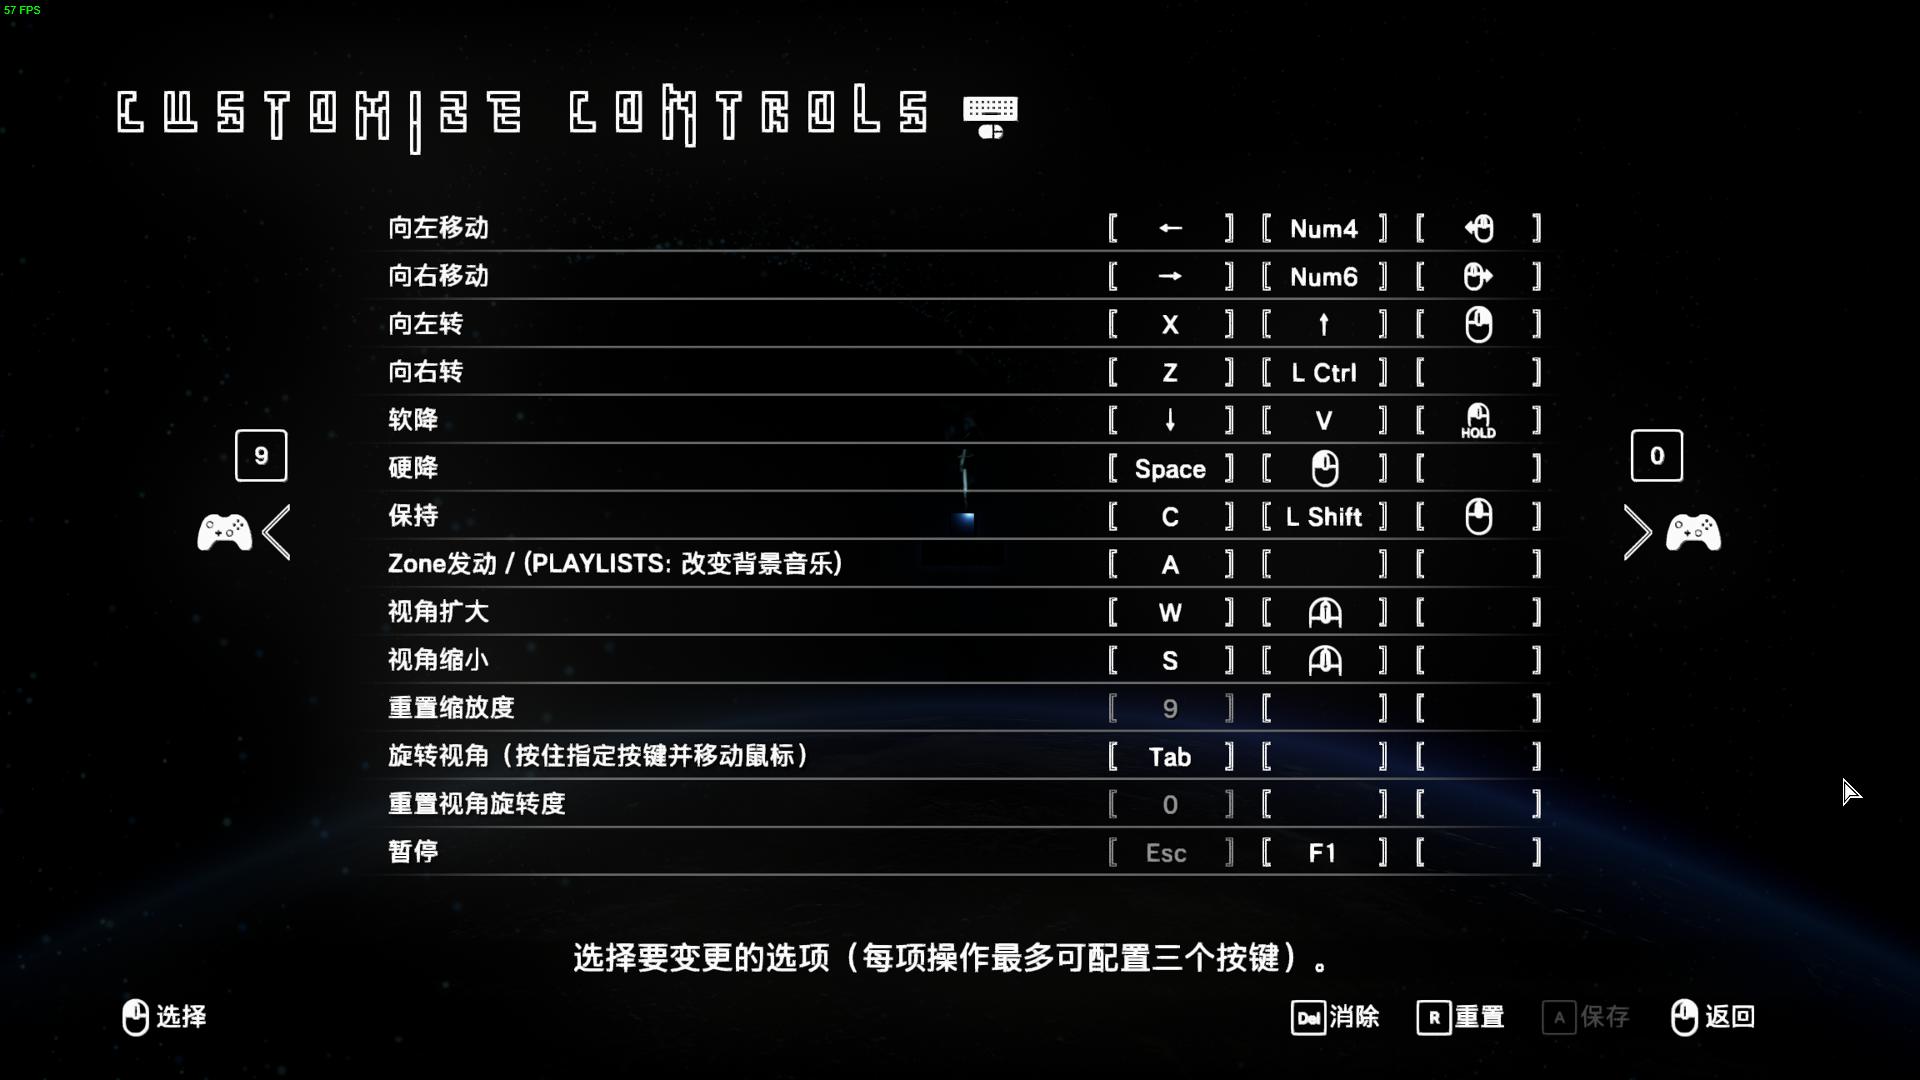 57 FPS
CUSTOMIZE CONTROLS
向左移动 [ ← ] [ Num4 ] [ ]
向右移动 [ → ] [ Num6 ] [ ]
向左转 [ X ] [ ↑ ] [ ]
向右转 [ Z ] [ L Ctrl ] [ ]
软降 [ ↓ ] [ V ] [ HOLD ]
硬降 [ Space ] [ ] [ ]
保持 [ C ] [ L Shift ] [ ]
Zone发动 / (PLAYLISTS: 改变背景音乐) [ A ] [ ] [ ]
视角扩大 [ W ] [ ] [ ]
视角缩小 [ S ] [ ] [ ]
重置缩放度 [ 9 ] [ ] [ ]
旋转视角（按住指定按键并移动鼠标） [ Tab ] [ ] [ ]
重置视角旋转度 [ 0 ] [ ] [ ]
暂停 [ Esc ] [ F1 ] [ ]
9
0
选择要变更的选项（每项操作最多可配置三个按键）。
选择 Del 消除 R 重置 A 保存 返回